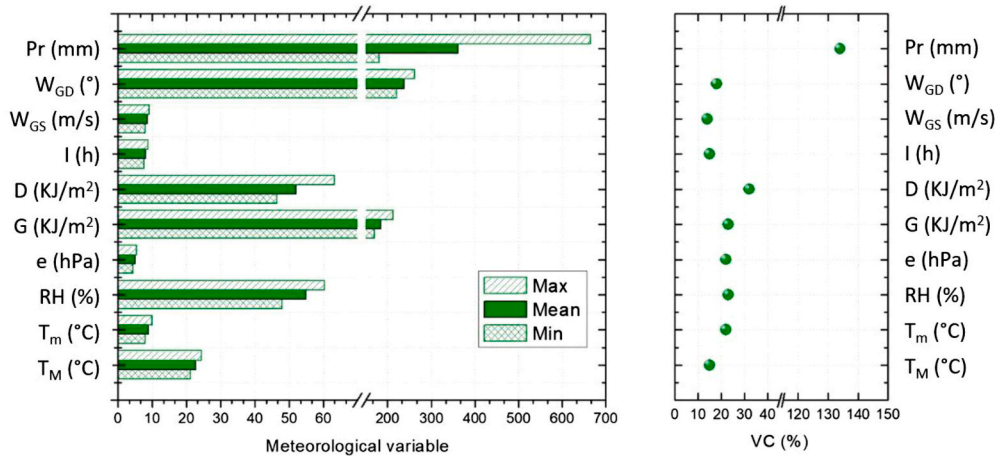 Pr (mm)
W_GD (°)
W_GS (m/s)
I (h)
D (KJ/m²)
G (KJ/m²)
e (hPa)
RH (%)
T_m (°C)
T_M (°C)
Max
Mean
Min
0 10 20 30 40 50 60 200 300 400 500 600 700
Meteorological variable
Pr (mm)
W_GD (°)
W_GS (m/s)
I (h)
D (KJ/m²)
G (KJ/m²)
e (hPa)
RH (%)
T_m (°C)
T_M (°C)
0 10 20 30 40 120 130 140 150
VC (%)